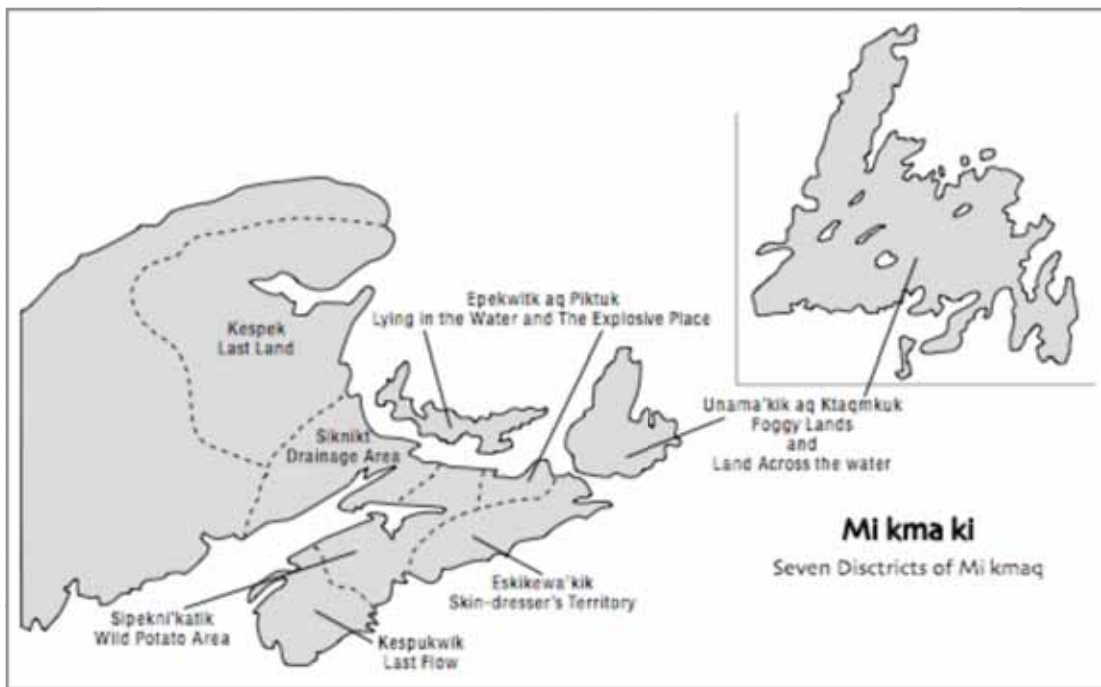 Epekwitk aq Piktuk
Lying in the Water and The Explosive Place
Kespek
Last Land
Unama'kik aq Ktaqmkuk
Foggy Lands
and
Land Across the water
Siknikt
Drainage Area
Mi kma ki
Seven Disctricts of Mi kmaq
Eskikewa'kik
Skin-dresser's Territory
Sipekni'katik
Wild Potato Area
Kespukwik
Last Flow